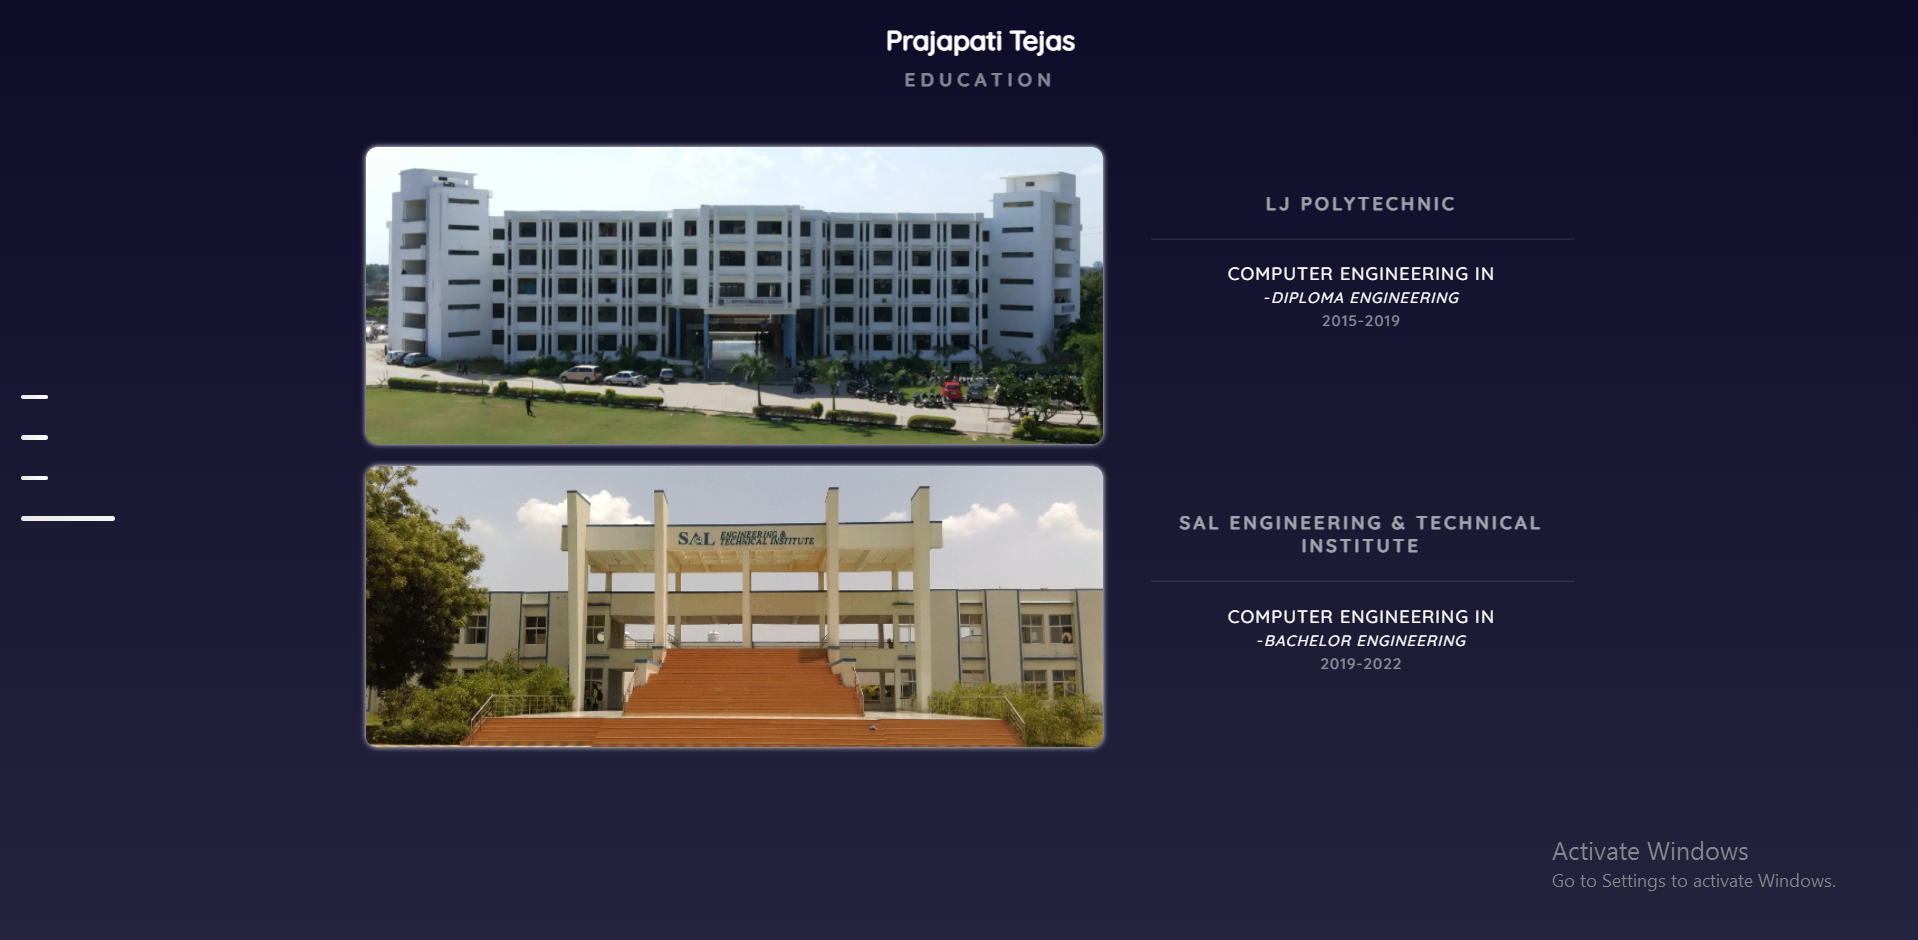 Prajapati Tejas
EDUCATION
LJ POLYTECHNIC
COMPUTER ENGINEERING IN
-DIPLOMA ENGINEERING
2015-2019
SAL ENGINEERING &
TECHNICAL INSTITUTE
SAL ENGINEERING & TECHNICAL
INSTITUTE
COMPUTER ENGINEERING IN
-BACHELOR ENGINEERING
2019-2022
Activate Windows
Go to Settings to activate Windows.